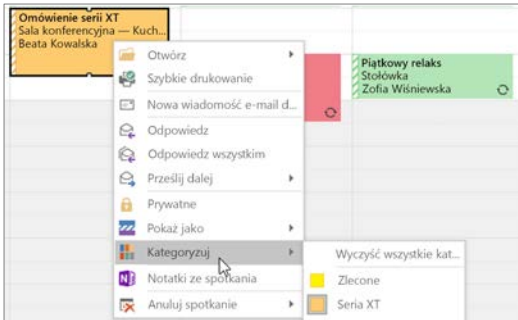 Omówienie serii XT
Sala konferencyjna — Kuch...
Beata Kowalska
Piątkowy relaks
Stołówka
Zofia Wiśniewska
Otwórz
Szybkie drukowanie
Nowa wiadomość e-mail d...
Odpowiedz
Odpowiedz wszystkim
Prześlij dalej
Prywatne
Pokaż jako
Kategoryzuj
Notatki ze spotkania
Anuluj spotkanie
Wyczyść wszystkie kat...
Zlecone
Seria XT